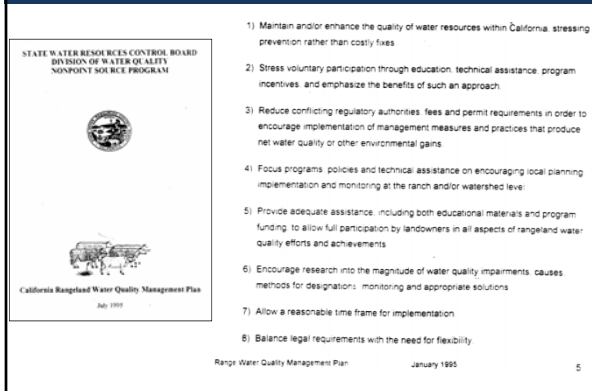 STATE WATER RESOURCES CONTROL BOARD
DIVISION OF WATER QUALITY
NONPOINT SOURCE PROGRAM
California Rangeland Water Quality Management Plan
July 1995
1) Maintain and/or enhance the quality of water resources within California, stressing
prevention rather than costly fixes
2) Stress voluntary participation through education, technical assistance, program
incentives, and emphasize the benefits of such an approach
3) Reduce conflicting regulatory authorities, fees and permit requirements in order to
encourage implementation of management measures and practices that produce
net water quality or other environmental gains
4) Focus programs, policies and technical assistance on encouraging local planning
implementation and monitoring at the ranch and/or watershed level
5) Provide adequate assistance, including both educational materials and program
funding, to allow full participation by landowners in all aspects of rangeland water
quality efforts and achievements
6) Encourage research into the magnitude of water quality impairments, causes,
methods for designations, monitoring and appropriate solutions
7) Allow a reasonable time frame for implementation
8) Balance legal requirements with the need for flexibility.
Range Water Quality Management Plan January 1995 5